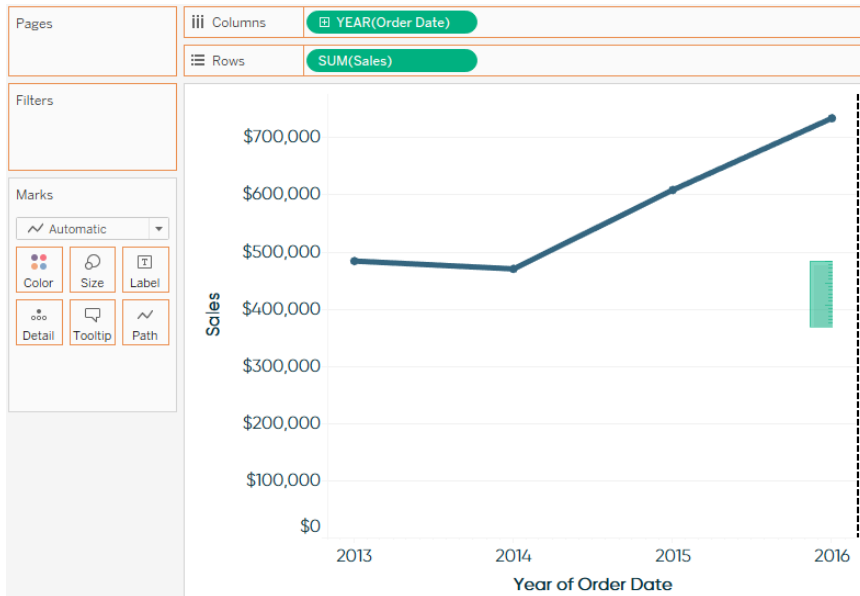 Pages
Columns
YEAR(Order Date)
Rows
SUM(Sales)
Filters
Marks
Automatic
Color
Size
Label
Detail
Tooltip
Path
Sales
$700,000
$600,000
$500,000
$400,000
$300,000
$200,000
$100,000
$0
2013 2014 2015 2016
Year of Order Date